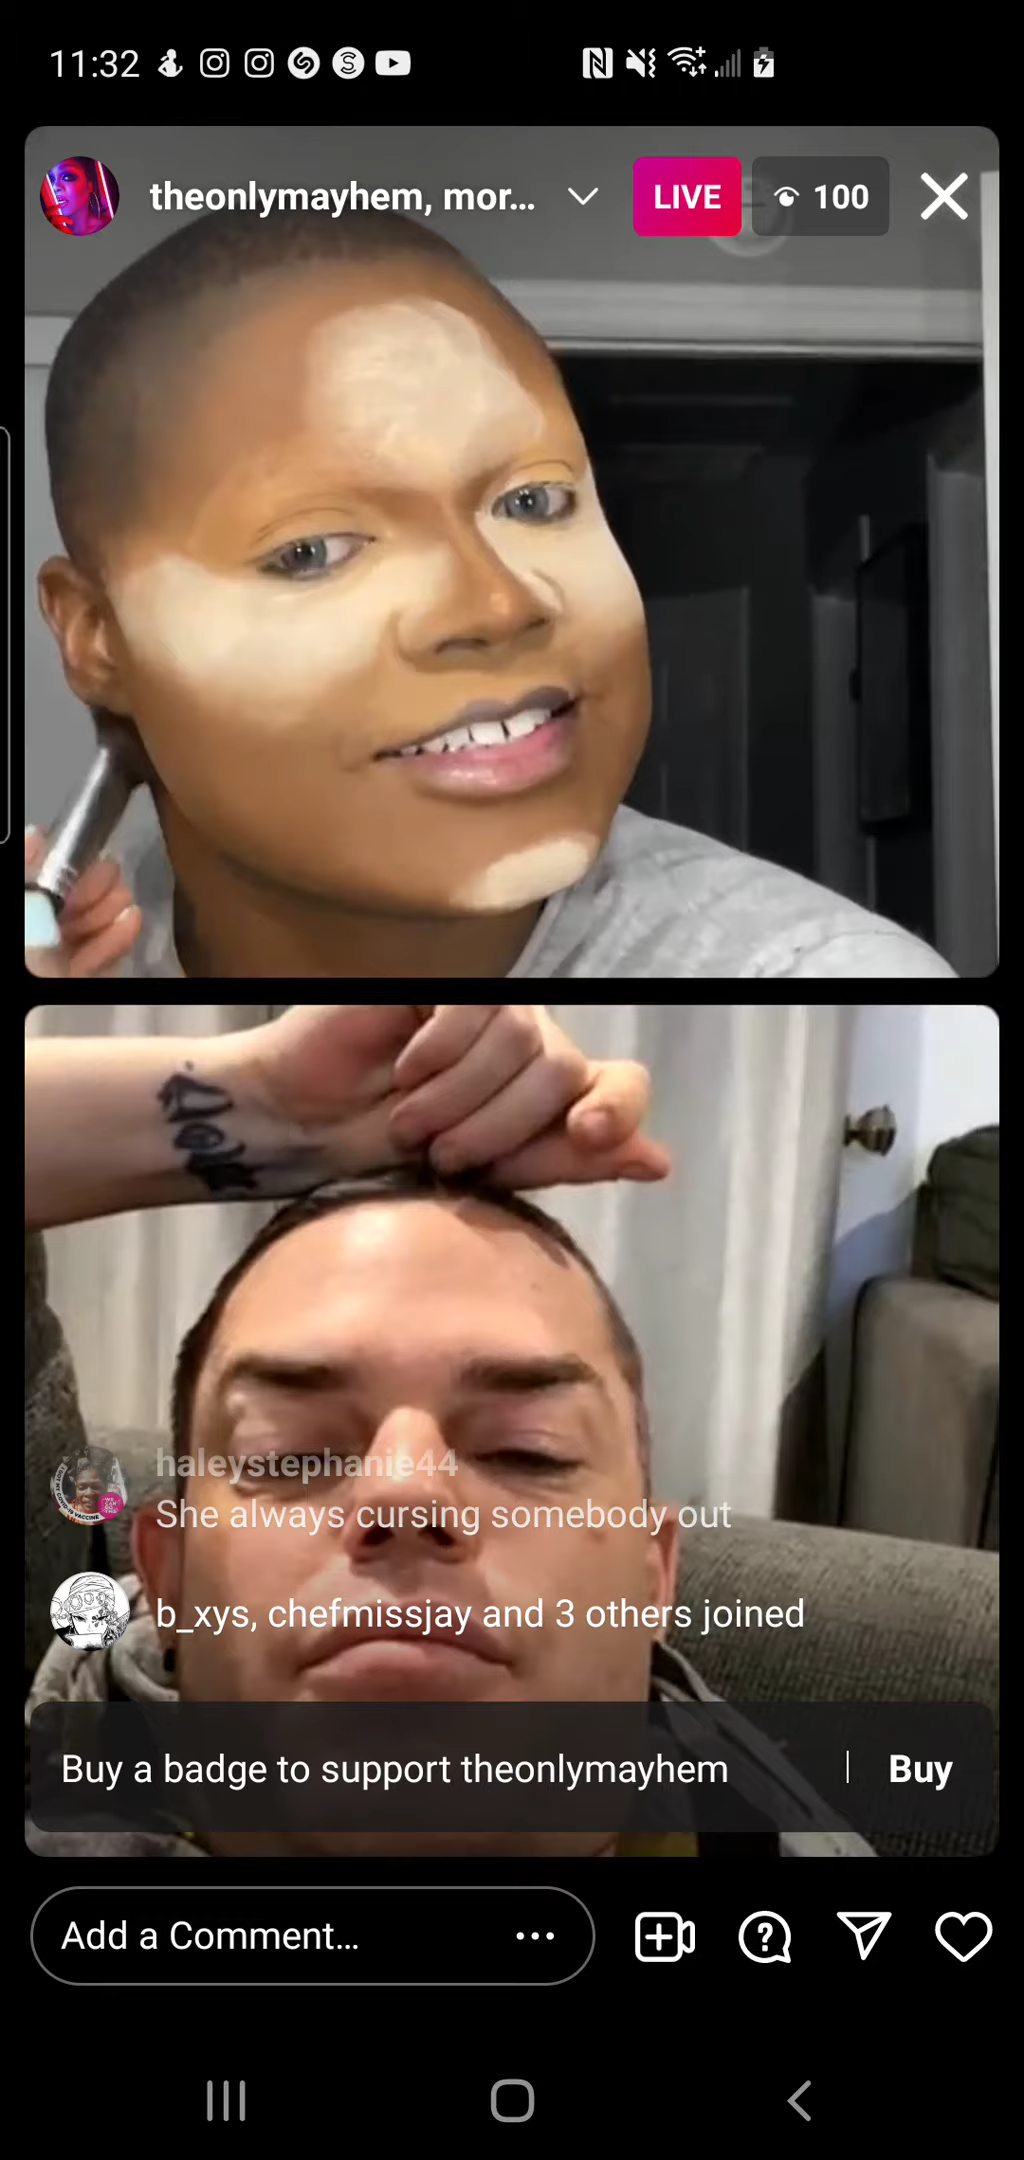 11:32
theonlymayhem, mor...
LIVE
100
haleystephanie44
She always cursing somebody out
b_xys, chefmissjay and 3 others joined
Buy a badge to support theonlymayhem
Buy
Add a Comment...